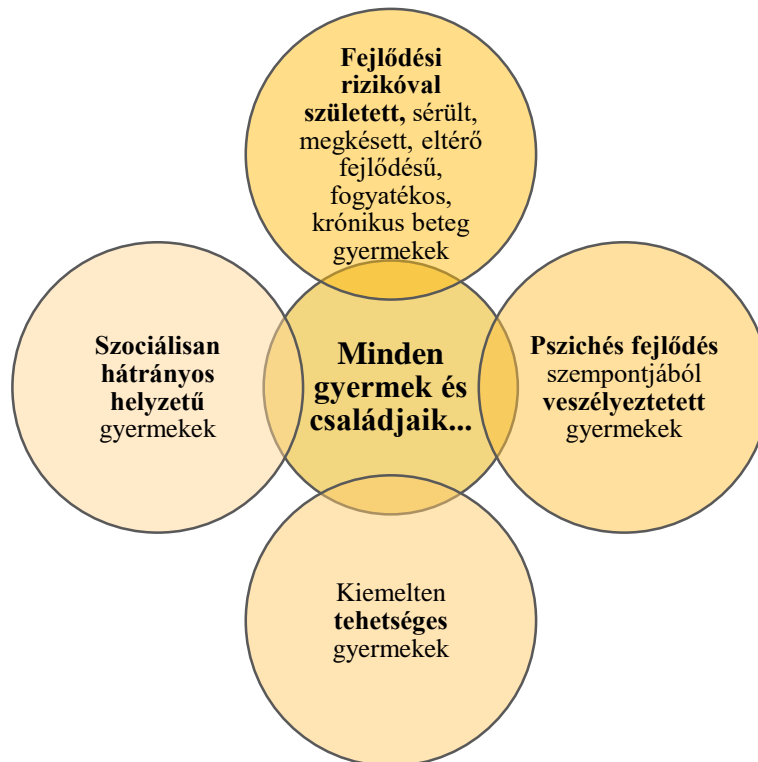 Fejlődési
rizikóval
született, sérült,
megkésett, eltérő
fejlődésű,
fogyatékos,
krónikus beteg
gyermekek
Szociálisan
hátrányos
helyzetű
gyermekek
Minden
gyermek és
családjaik...
Pszichés fejlődés
szempontjából
veszélyeztetett
gyermekek
Kiemelten
tehetséges
gyermekek